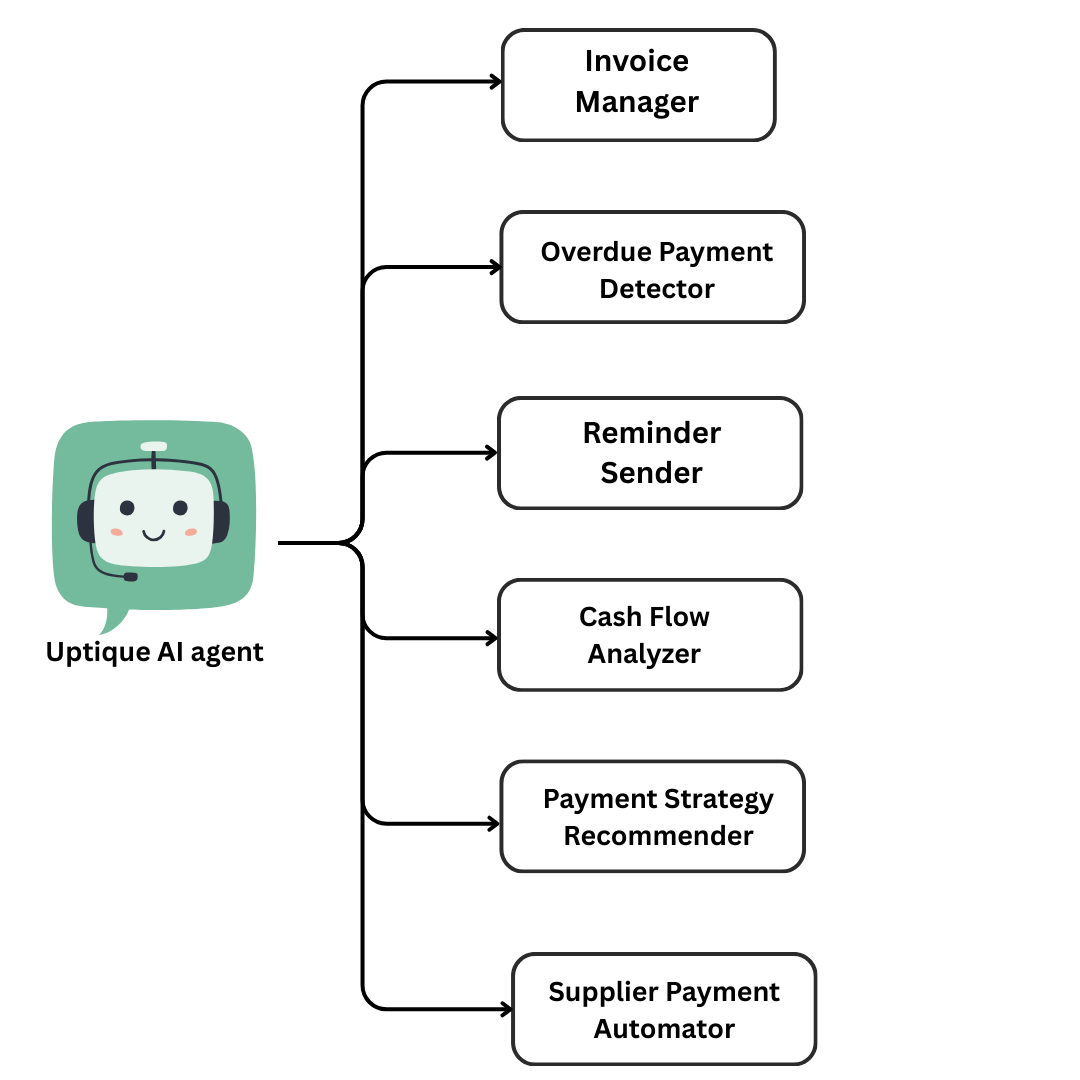 Invoice
Manager
Overdue Payment
Detector
Reminder
Sender
Uptique AI agent
Cash Flow
Analyzer
Payment Strategy
Recommender
Supplier Payment
Automator